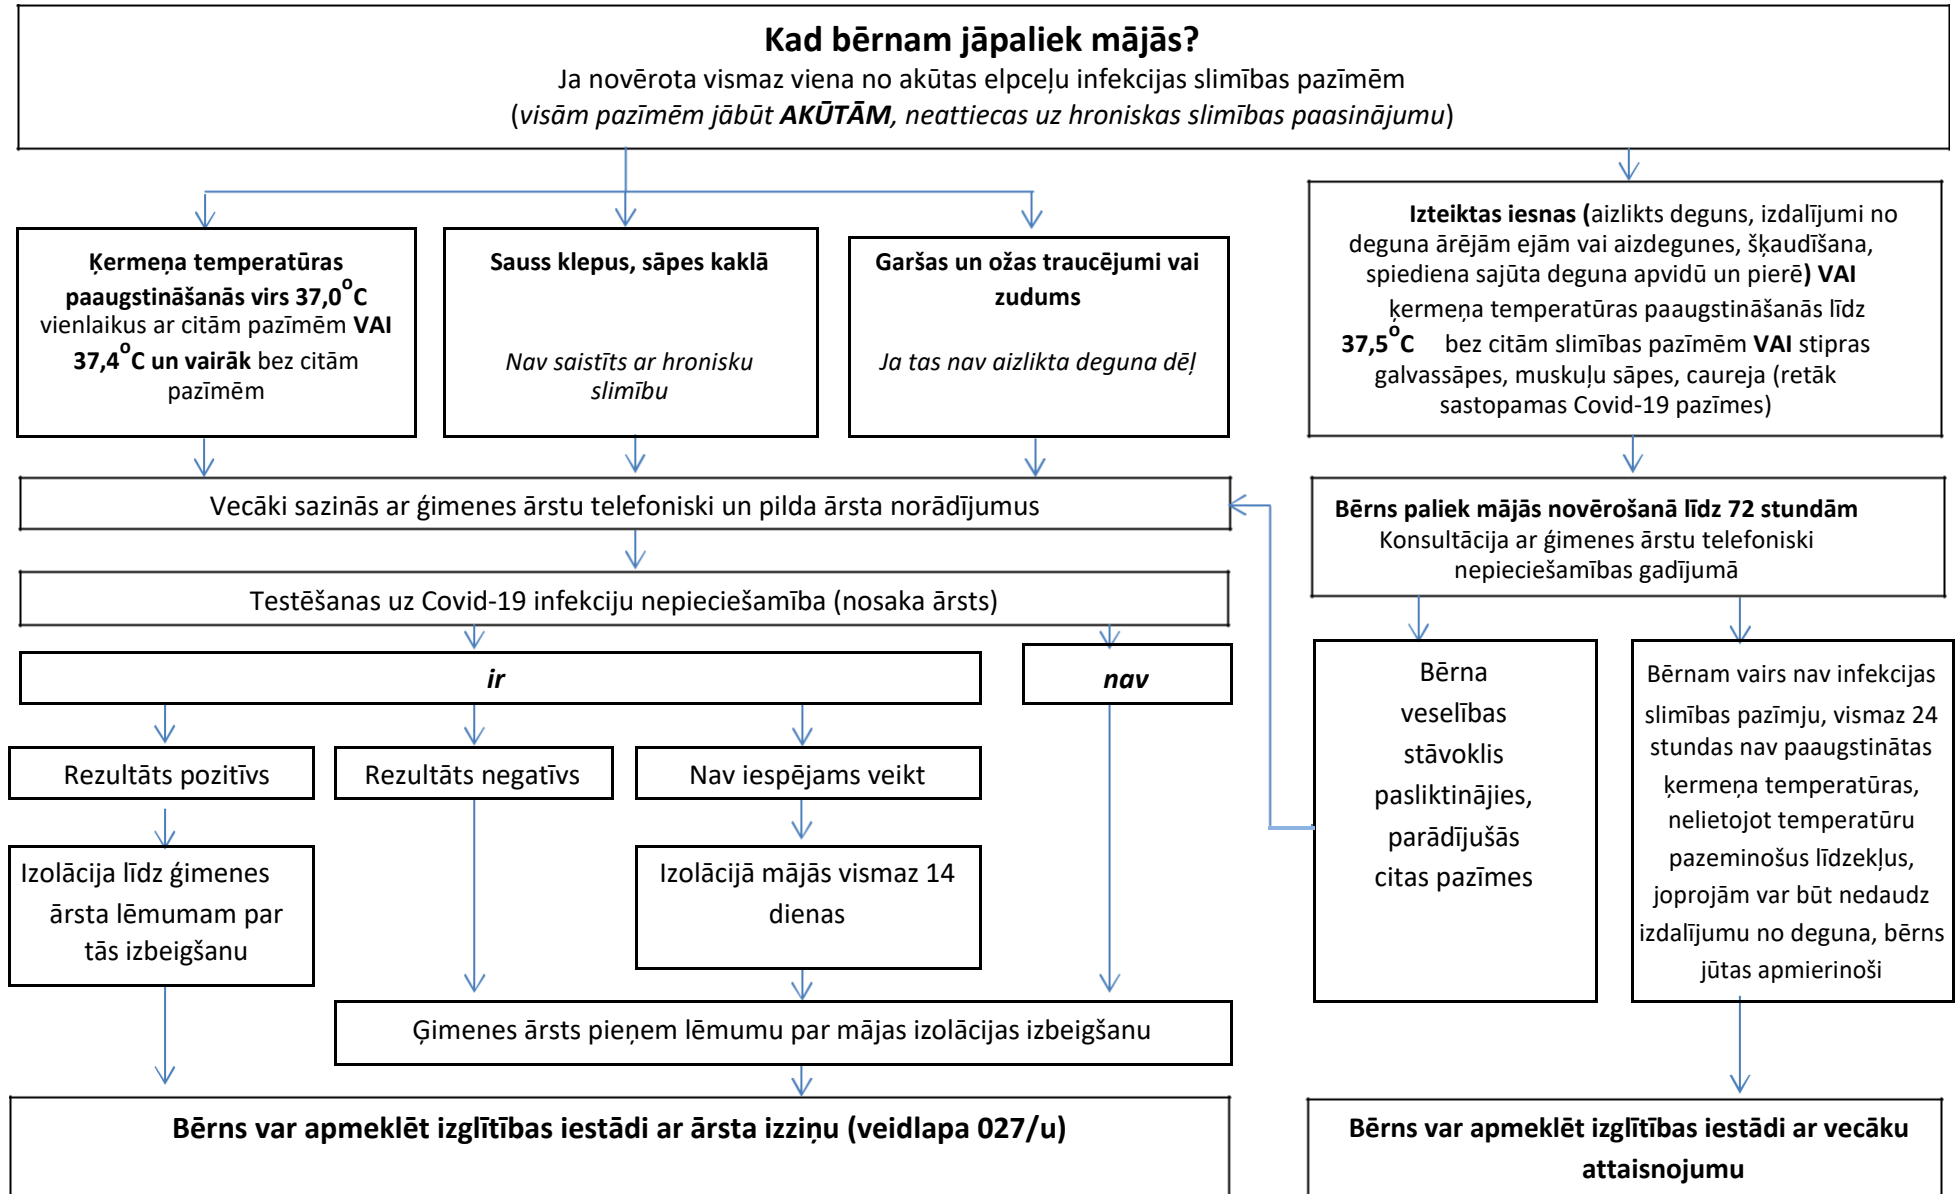 Kad bērnam jāpaliek mājās?
Ja novērota vismaz viena no akūtas elpceļu infekcijas slimības pazīmēm
(visām pazīmēm jābūt AKŪTĀM, neattiecas uz hroniskas slimības paasinājumu)
Ķermeņa temperatūras
paaugstināšanās virs 37,0°C
vienlaikus ar citām pazīmēm VAI
37,4°C un vairāk bez citām
pazīmēm
Sauss klepus, sāpes kaklā
Nav saistīts ar hronisku
slimību
Garšas un ožas traucējumi vai
zudums
Ja tas nav aizlikta deguna dēļ
Izteiktas iesnas (aizlikts deguns, izdalījumi no
deguna ārējām ejām vai aizdegunes, šķaudīšana,
spiediena sajūta deguna apvidū un pierē) VAI
ķermeņa temperatūras paaugstināšanās līdz
37,5°C bez citām slimības pazīmēm VAI stipras
galvassāpes, muskuļu sāpes, caureja (retāk
sastopamas Covid-19 pazīmes)
Vecāki sazinās ar ģimenes ārstu telefoniski un pilda ārsta norādījumus
Bērns paliek mājās novērošanā līdz 72 stundām
Konsultācija ar ģimenes ārstu telefoniski
nepieciešamības gadījumā
Testēšanas uz Covid-19 infekciju nepieciešamība (nosaka ārsts)
ir
nav
Rezultāts pozitīvs
Rezultāts negatīvs
Nav iespējams veikt
Izolācija līdz ģimenes
ārsta lēmumam par
tās izbeigšanu
Izolācijā mājās vismaz 14
dienas
Ģimenes ārsts pieņem lēmumu par mājas izolācijas izbeigšanu
Bērna
veselības
stāvoklis
pasliktinājies,
parādījušās
citas pazīmes
Bērnam vairs nav infekcijas
slimības pazīmju, vismaz 24
stundas nav paaugstinātas
ķermeņa temperatūras,
nelietojot temperatūru
pazeminošus līdzekļus,
joprojām var būt nedaudz
izdalījumu no deguna, bērns
jūtas apmierinoši
Bērns var apmeklēt izglītības iestādi ar ārsta izziņu (veidlapa 027/u)
Bērns var apmeklēt izglītības iestādi ar vecāku
attaisnojumu